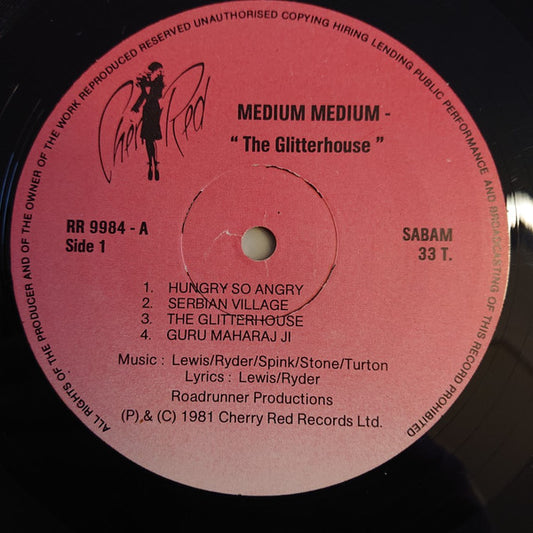 ALL RIGHTS OF THE PRODUCER AND OF THE OWNER OF THE WORK REPRODUCED RESERVED UNAUTHORISED COPYING HIRING LENDING PUBLIC PERFORMANCE AND BROADCASTING OF THIS RECORD PROHIBITED
Cherry Red
MEDIUM MEDIUM -
" The Glitterhouse "
RR 9984 - A
Side 1
SABAM
33 T.
1. HUNGRY SO ANGRY
2. SERBIAN VILLAGE
3. THE GLITTERHOUSE
4. GURU MAHARAJ JI
Music : Lewis/Ryder/Spink/Stone/Turton
Lyrics : Lewis/Ryder
Roadrunner Productions
(P),& (C) 1981 Cherry Red Records Ltd.